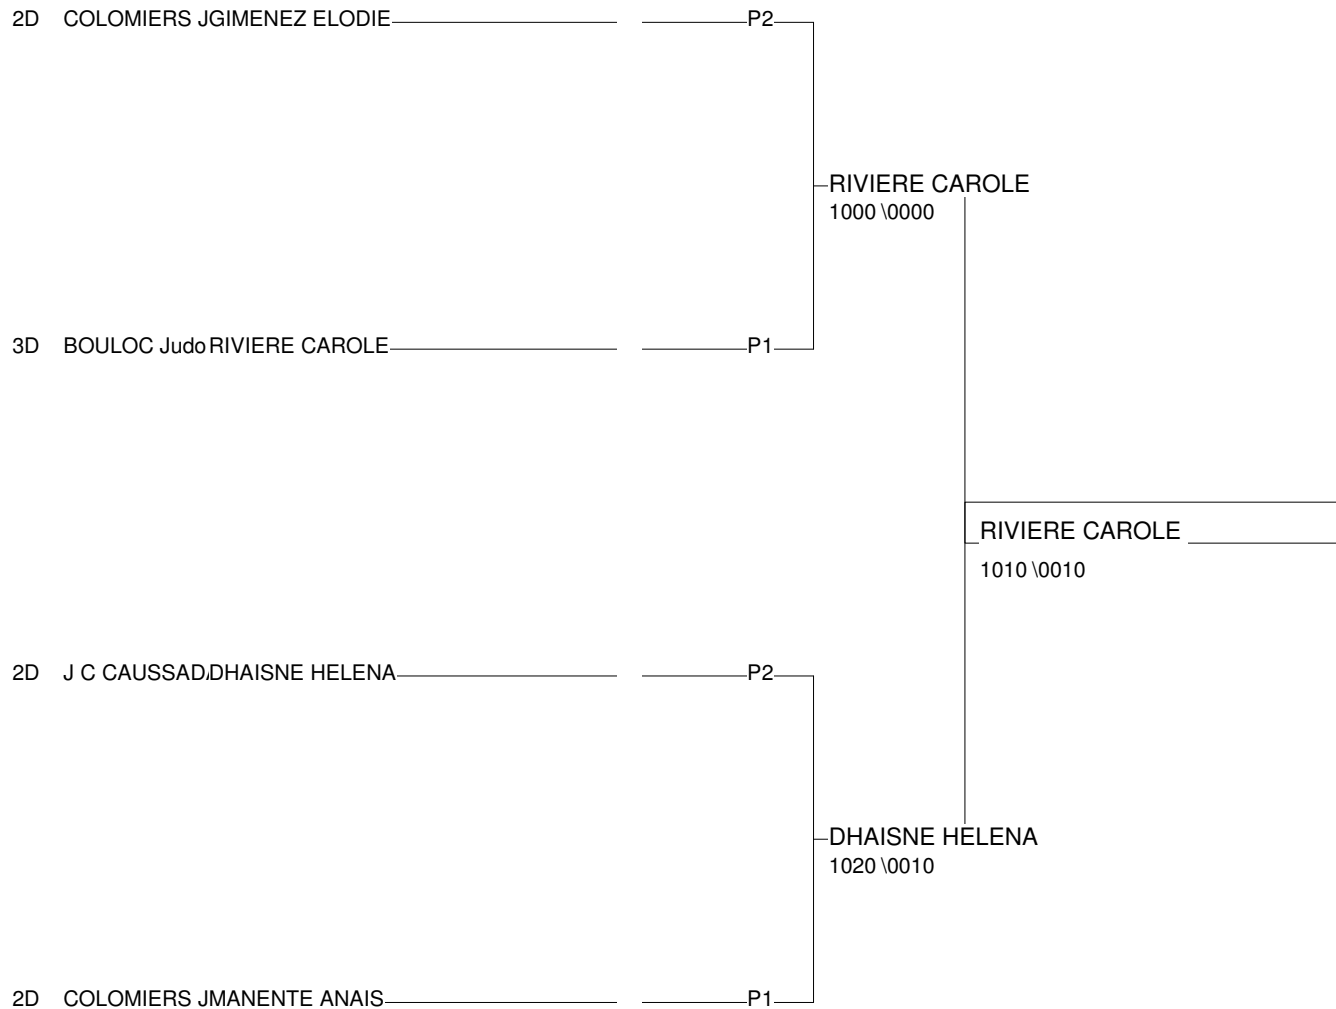 2D COLOMIERS JGIMENEZ ELODIE P2
RIVIERE CAROLE
1000 \0000
3D BOULOC Judo RIVIERE CAROLE P1
RIVIERE CAROLE
1010 \0010
2D J C CAUSSADDHAISNE HELENA P2
DHAISNE HELENA
1020 \0010
2D COLOMIERS JMANENTE ANAIS P1